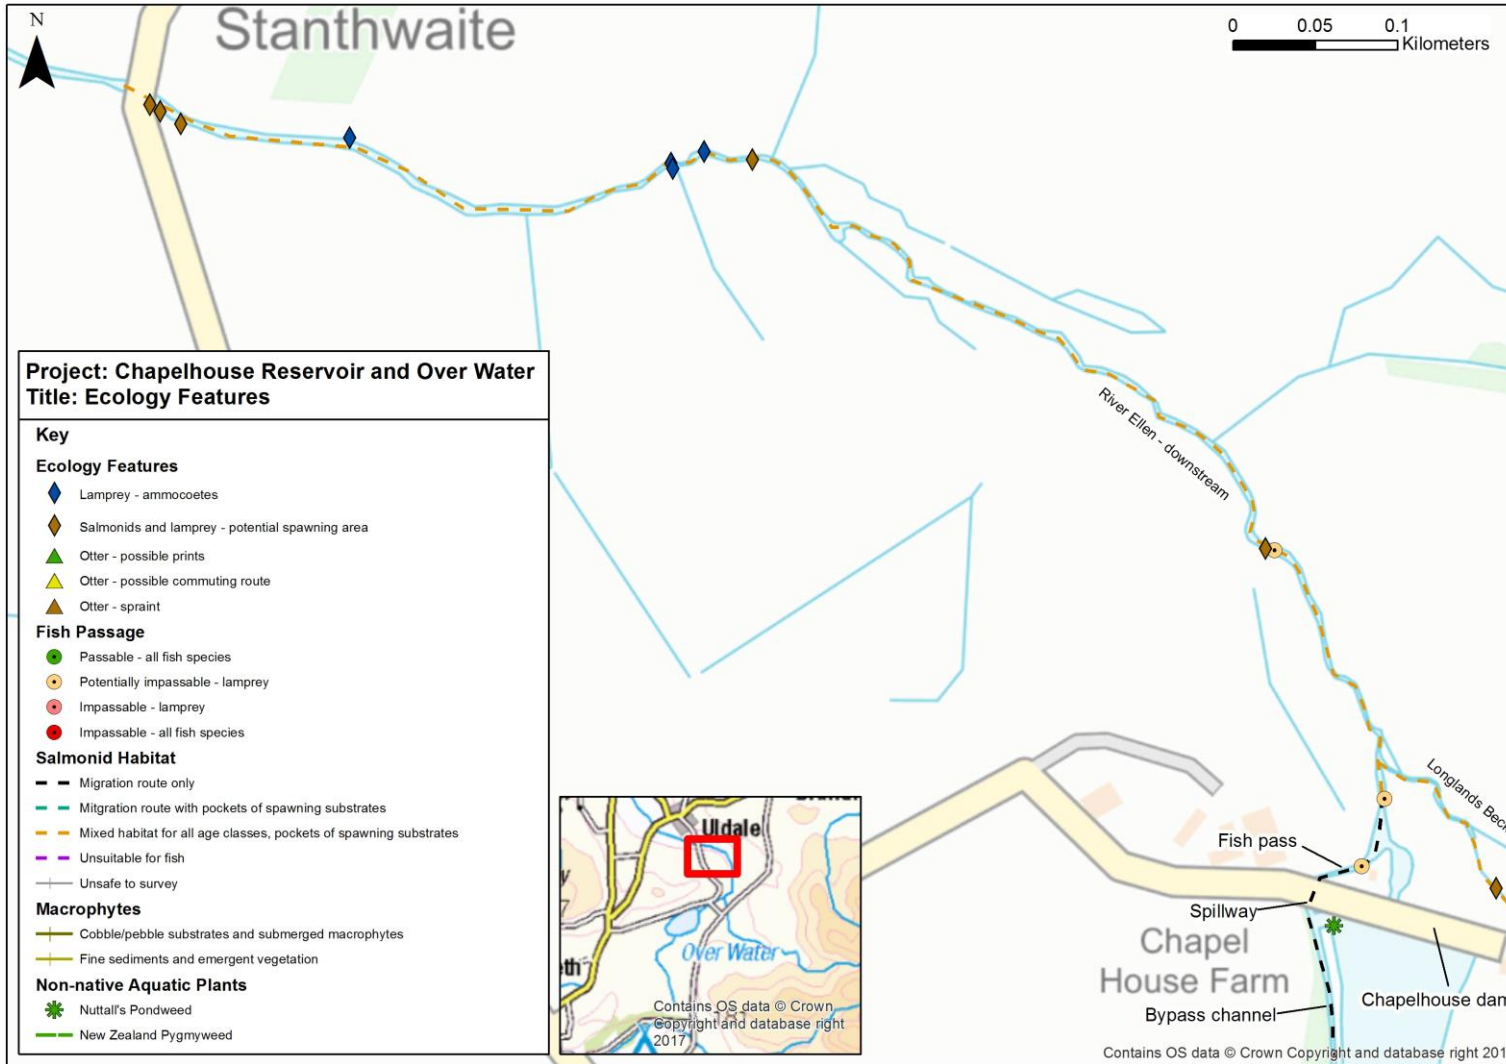 Stanthwaite
N
0 0.05 0.1
Kilometers
Project: Chapelhouse Reservoir and Over Water
Title: Ecology Features
Key
Ecology Features
Lamprey - ammocoetes
Salmonids and lamprey - potential spawning area
Otter - possible prints
Otter - possible commuting route
Otter - spraint
Fish Passage
Passable - all fish species
Potentially impassable - lamprey
Impassable - lamprey
Impassable - all fish species
Salmonid Habitat
Migration route only
Mitgration route with pockets of spawning substrates
Mixed habitat for all age classes, pockets of spawning substrates
Unsuitable for fish
Unsafe to survey
Macrophytes
Cobble/pebble substrates and submerged macrophytes
Fine sediments and emergent vegetation
Non-native Aquatic Plants
Nuttall's Pondweed
New Zealand Pygmyweed
River Ellen - downstream
Longlands Beck
Fish pass
Spillway
Chapel
House Farm
Bypass channel
Chapelhouse dam
Uldale
Over Water
eth
Contains OS data © Crown
Copyright and database right
2017
Contains OS data © Crown Copyright and database right 201